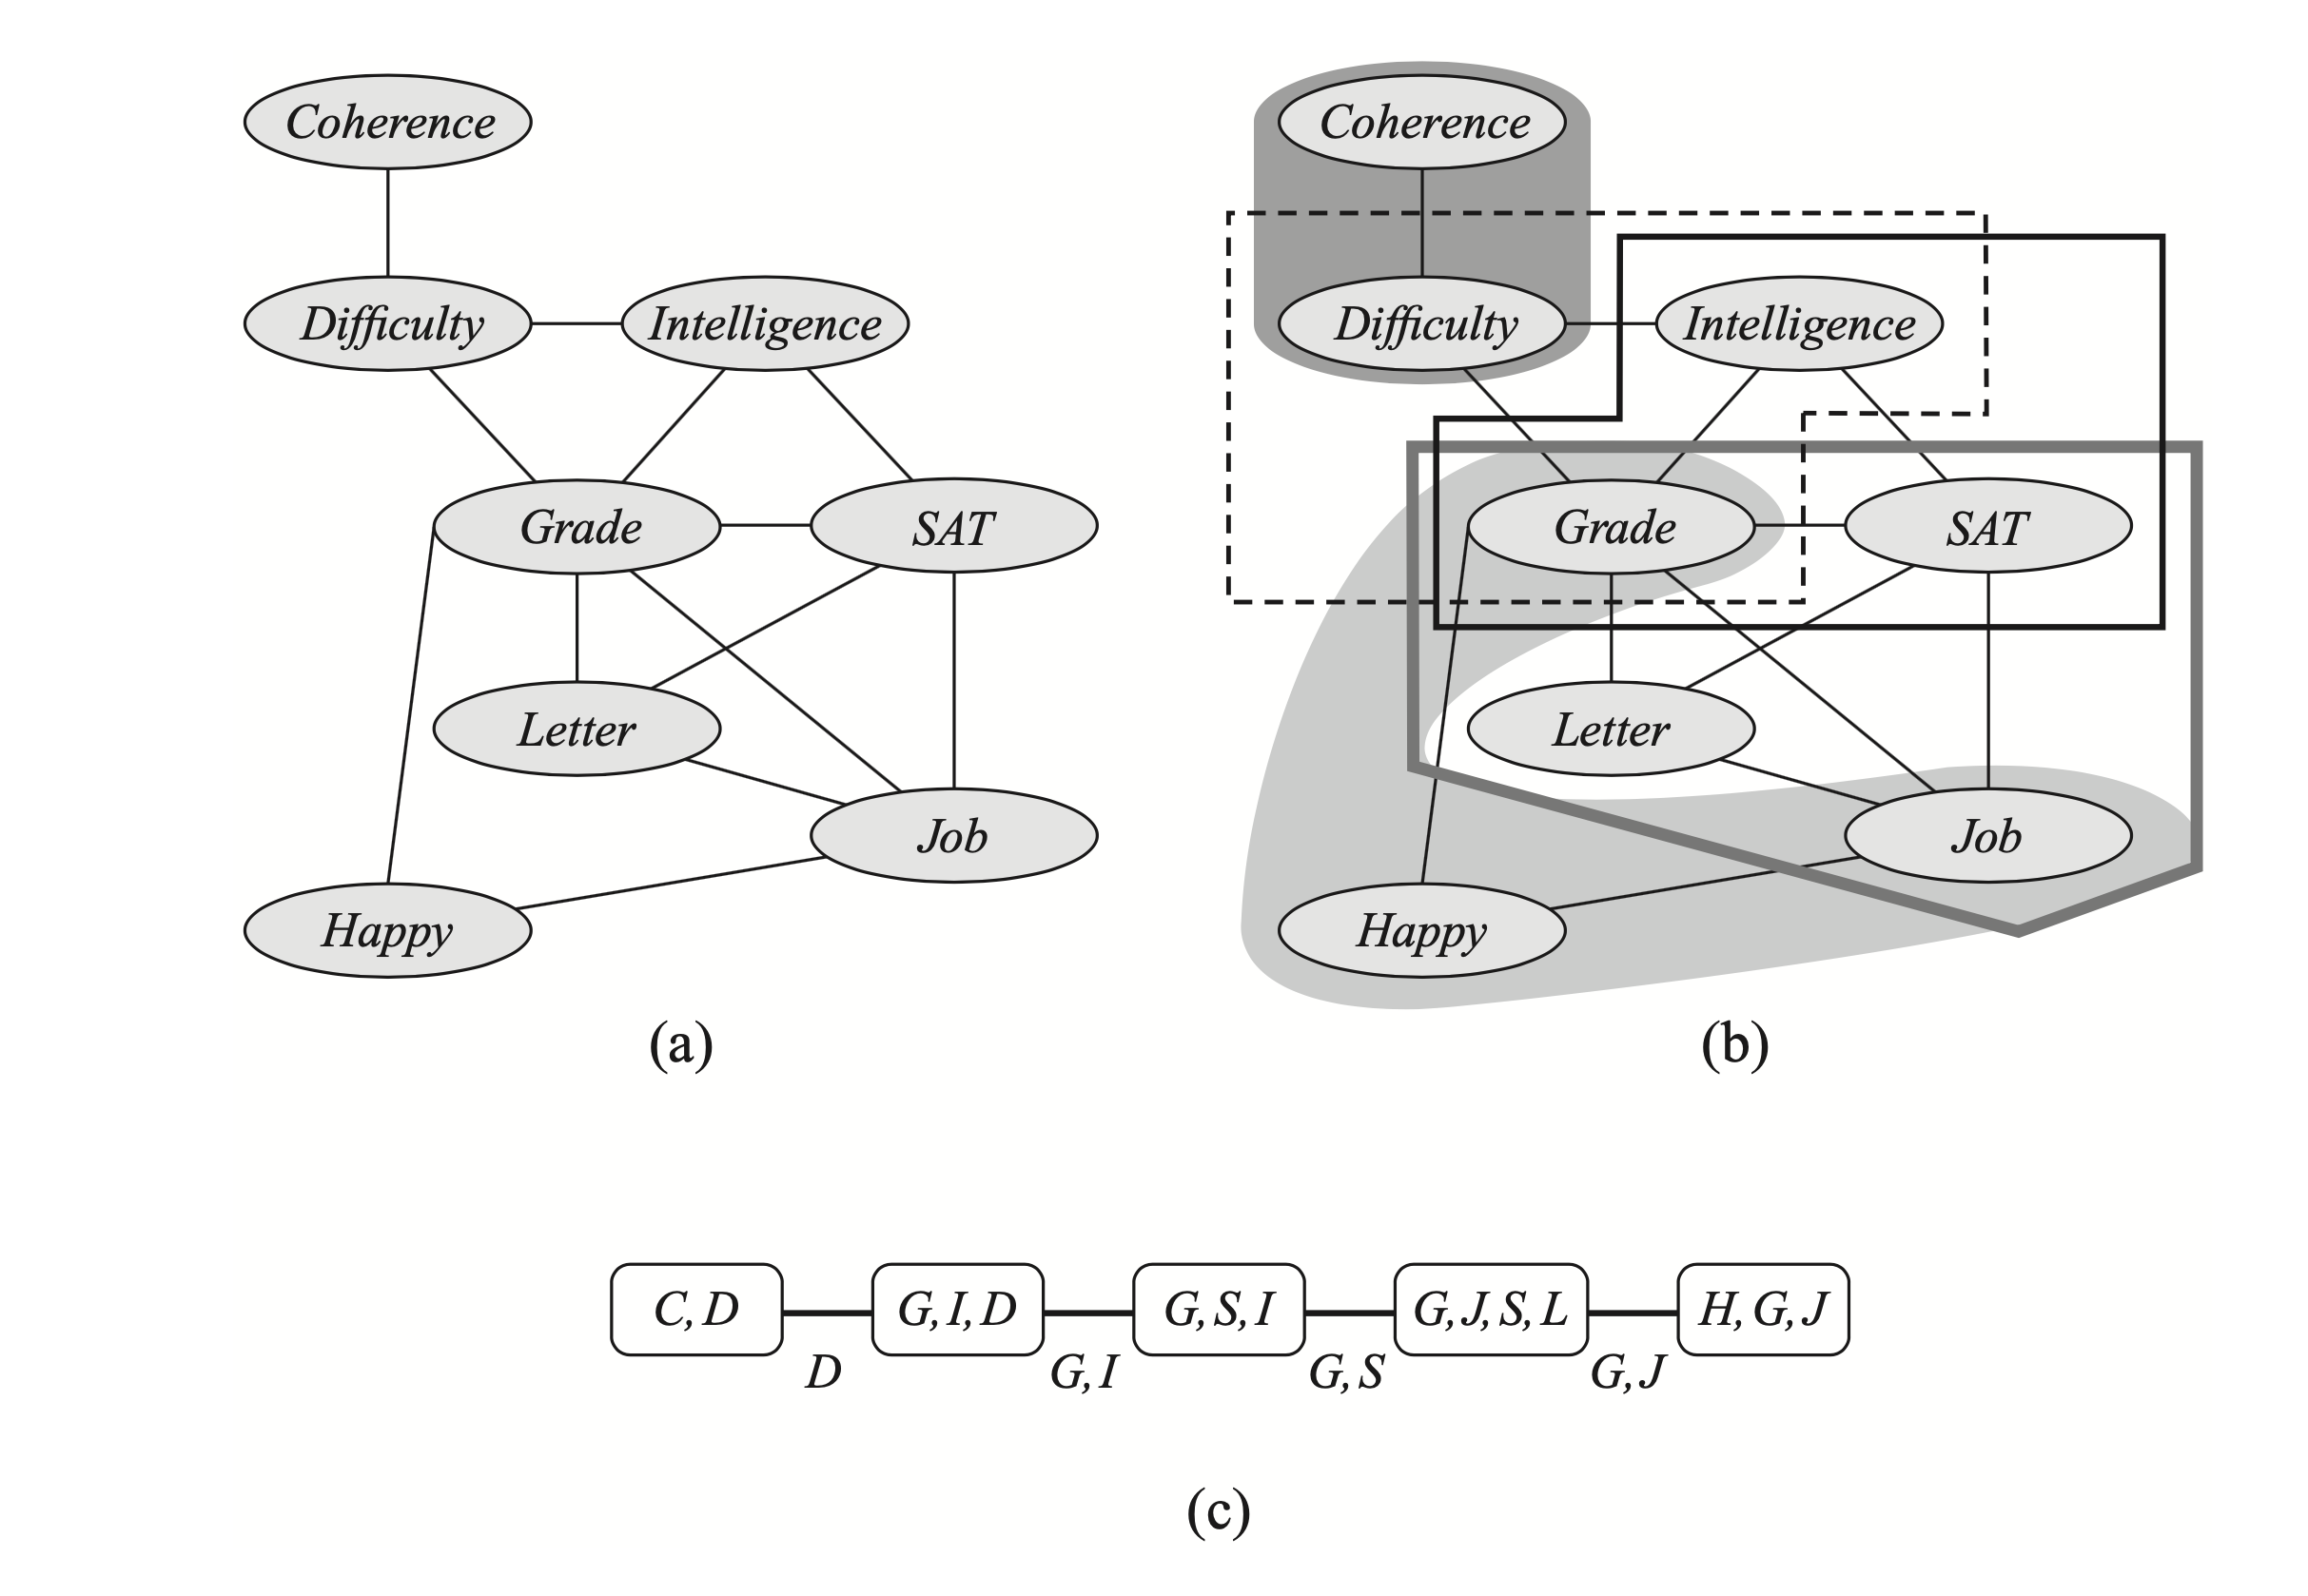 Coherence
Difficulty
Intelligence
Grade
SAT
Letter
Job
Happy
(a)
Coherence
Difficulty
Intelligence
Grade
SAT
Letter
Job
Happy
(b)
C, D
G, I, D
G, S, I
G, J, S, L
H, G, J
D
G, I
G, S
G, J
(c)